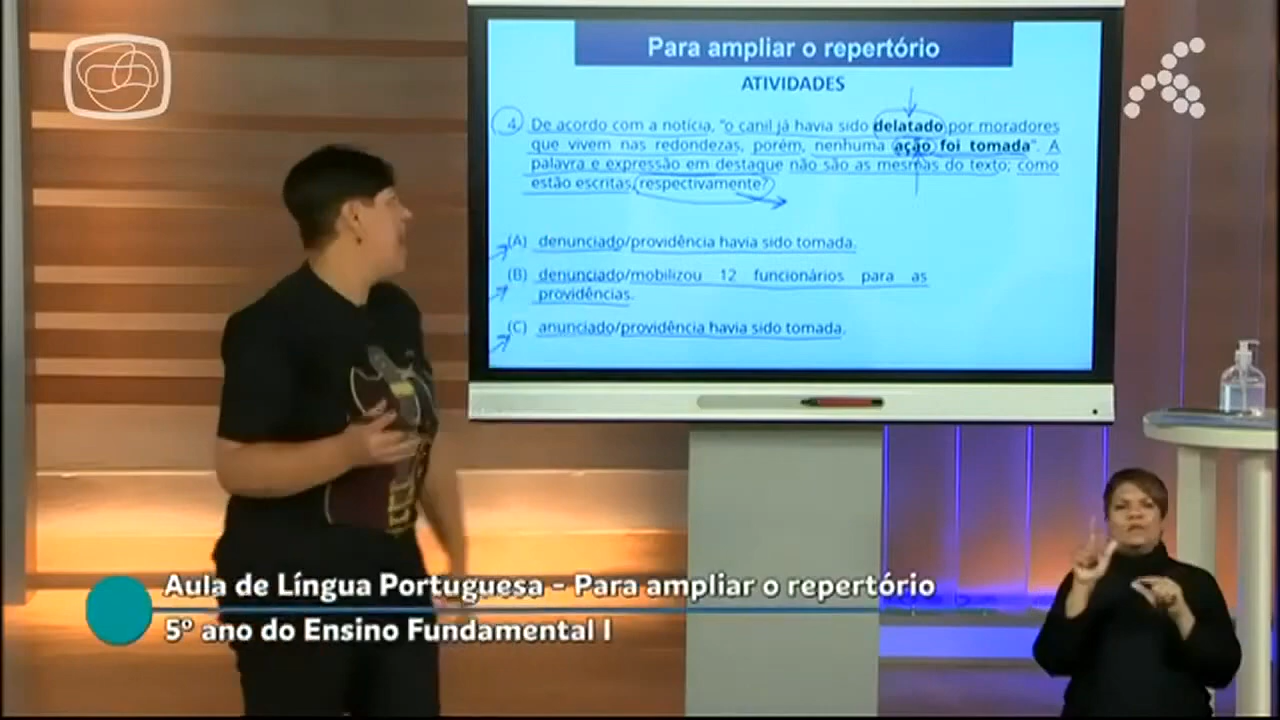 Para ampliar o repertório
ATIVIDADES
4) De acordo com a notícia, "o canil já havia sido delatado por moradores
que vivem nas redondezas, porém, nenhuma ação foi tomada". A
palavra e expressão em destaque não são as mesmas do texto; como
estão escritas, respectivamente?
(A) denunciado/providência havia sido tomada.
(B) denunciado/mobilizou 12 funcionários para as
providências.
(C) anunciado/providência havia sido tomada.
Aula de Língua Portuguesa - Para ampliar o repertório
5º ano do Ensino Fundamental I